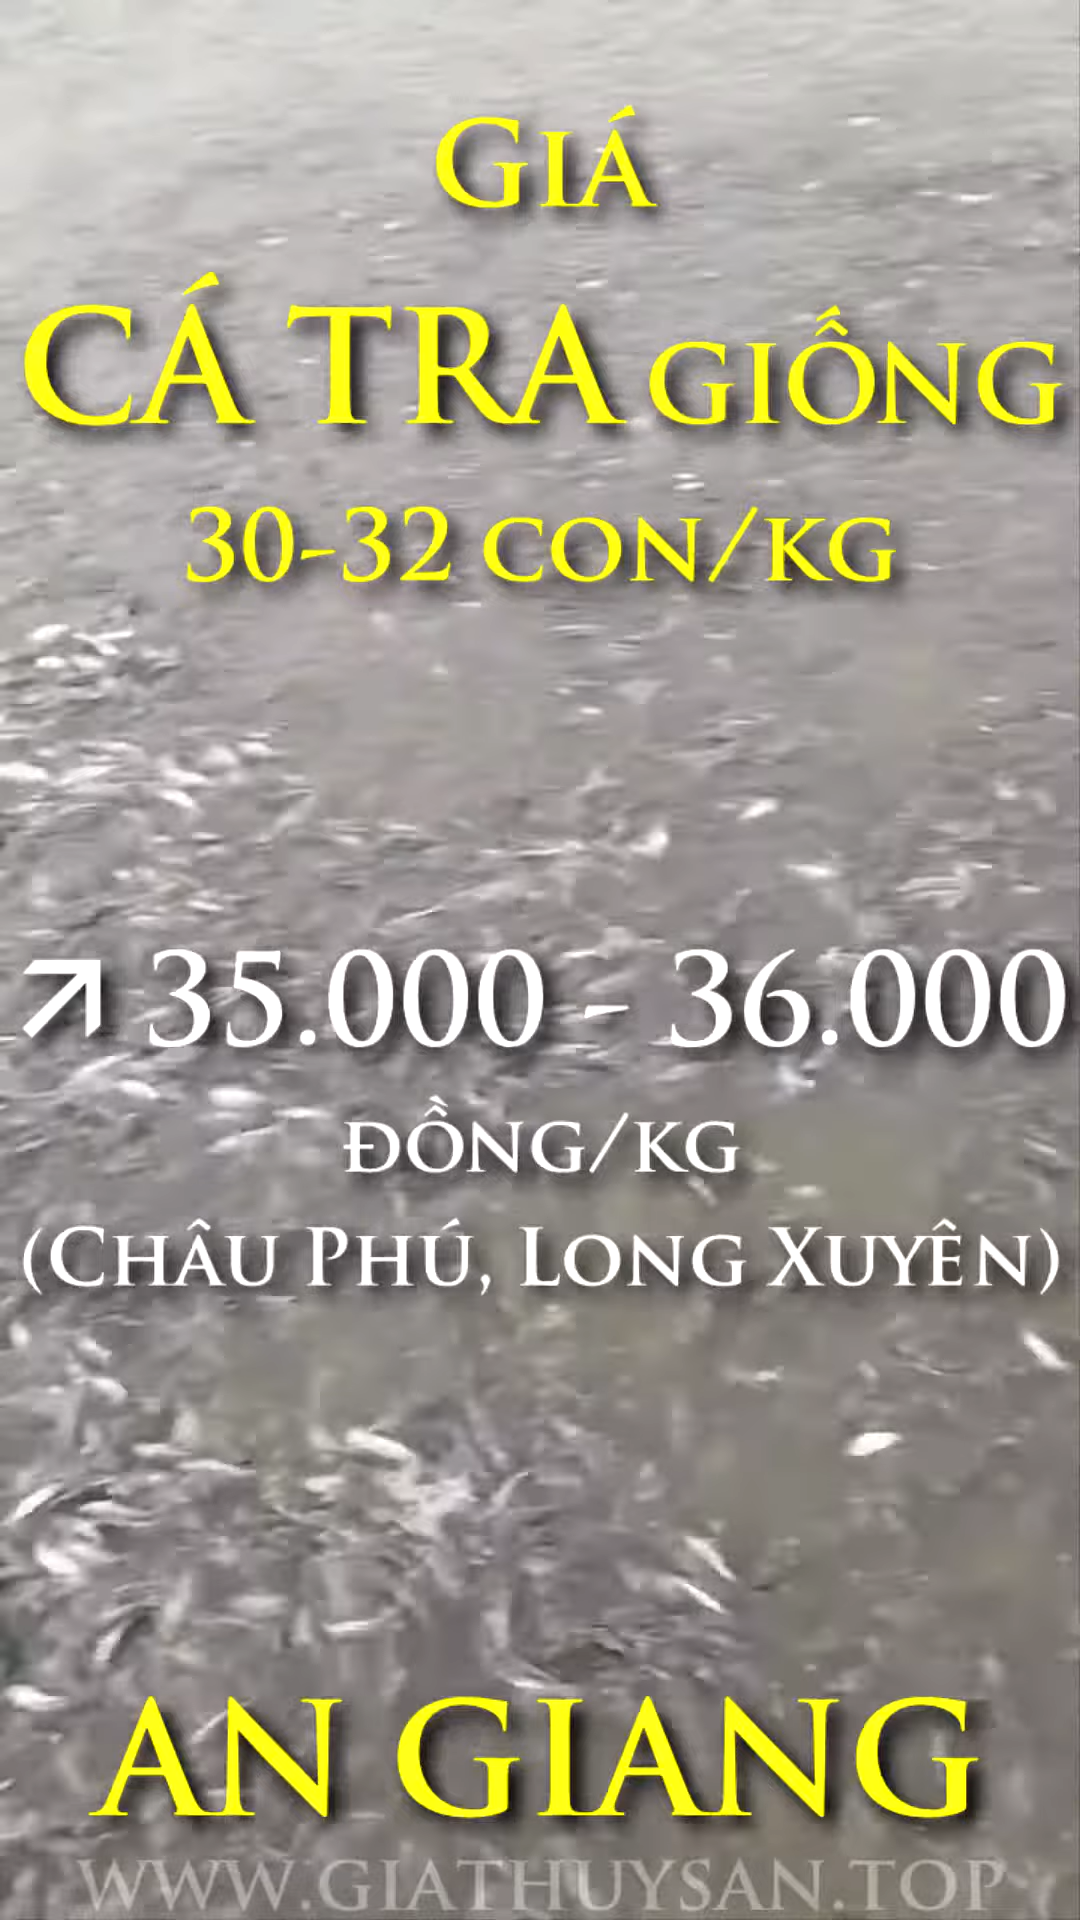 Giá
CÁ TRA GIỐNG
30-32 CON/KG
↗ 35.000 - 36.000
ĐỒNG/KG
(Châu Phú, Long Xuyên)
AN GIANG
WWW.GIATHUYSAN.TOP